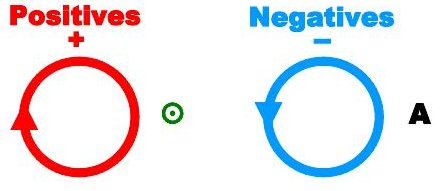 Positives Negatives
+ −
A